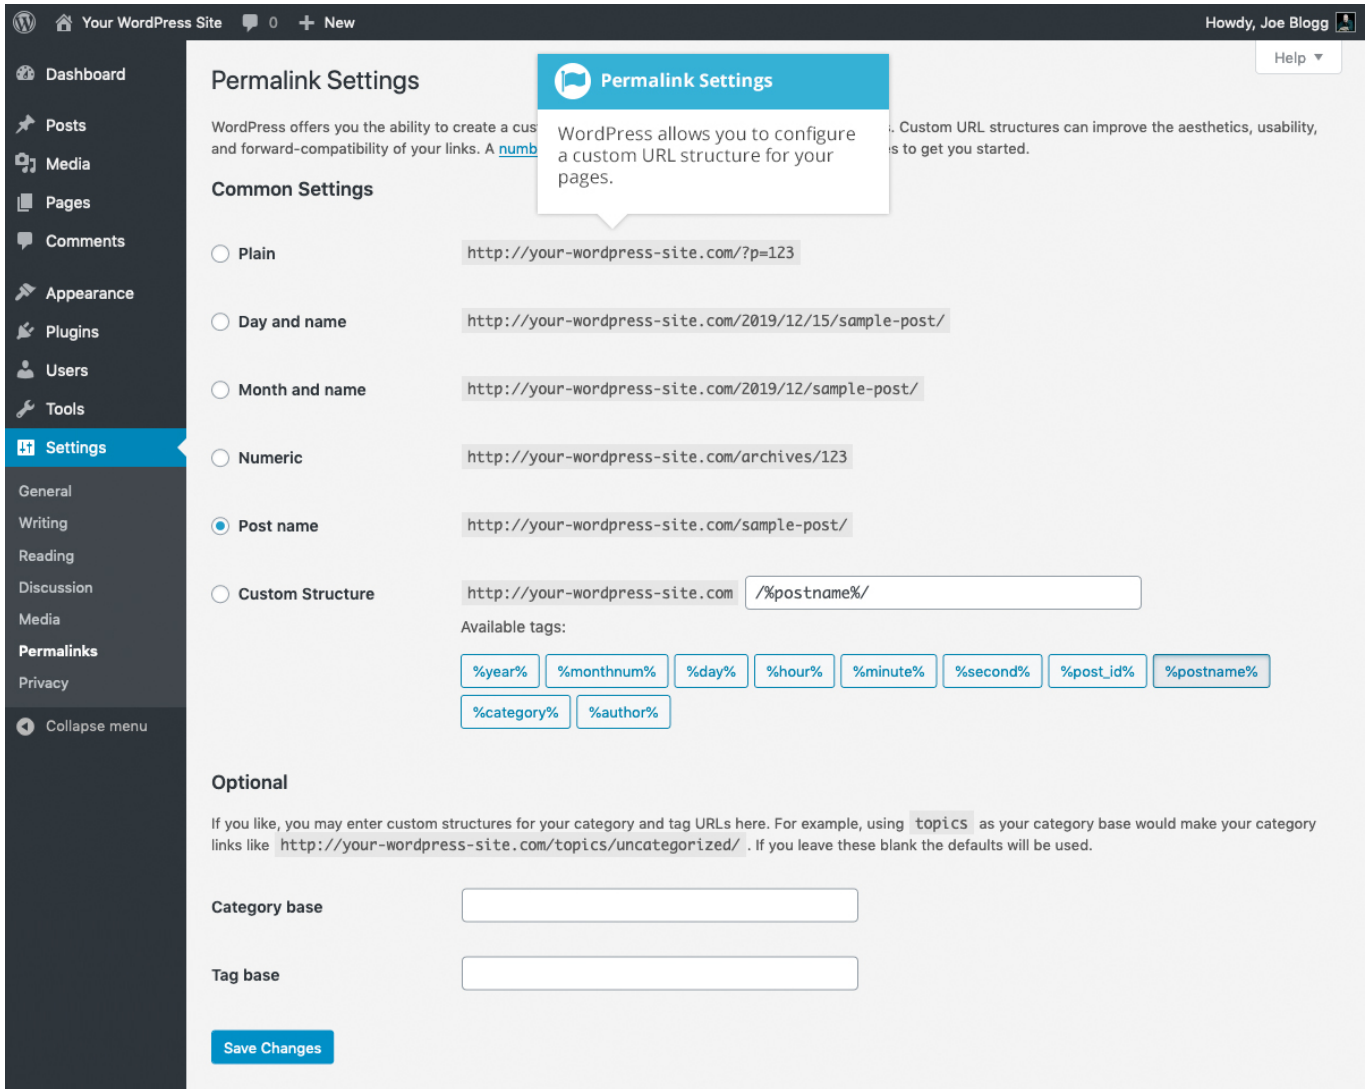 Your WordPress Site 0 New Howdy, Joe Blogg
Help
Dashboard
Posts
Media
Pages
Comments
Appearance
Plugins
Users
Tools
Settings
General
Writing
Reading
Discussion
Media
Permalinks
Privacy
Collapse menu
Permalink Settings
Permalink Settings
WordPress allows you to configure
a custom URL structure for your
pages.
WordPress offers you the ability to create a cus . Custom URL structures can improve the aesthetics, usability,
and forward-compatibility of your links. A numb s to get you started.
Common Settings
Plain http://your-wordpress-site.com/?p=123
Day and name http://your-wordpress-site.com/2019/12/15/sample-post/
Month and name http://your-wordpress-site.com/2019/12/sample-post/
Numeric http://your-wordpress-site.com/archives/123
Post name http://your-wordpress-site.com/sample-post/
Custom Structure http://your-wordpress-site.com /%postname%/
Available tags:
%year% %monthnum% %day% %hour% %minute% %second% %post_id% %postname%
%category% %author%
Optional
If you like, you may enter custom structures for your category and tag URLs here. For example, using topics as your category base would make your category
links like http://your-wordpress-site.com/topics/uncategorized/ . If you leave these blank the defaults will be used.
Category base
Tag base
Save Changes